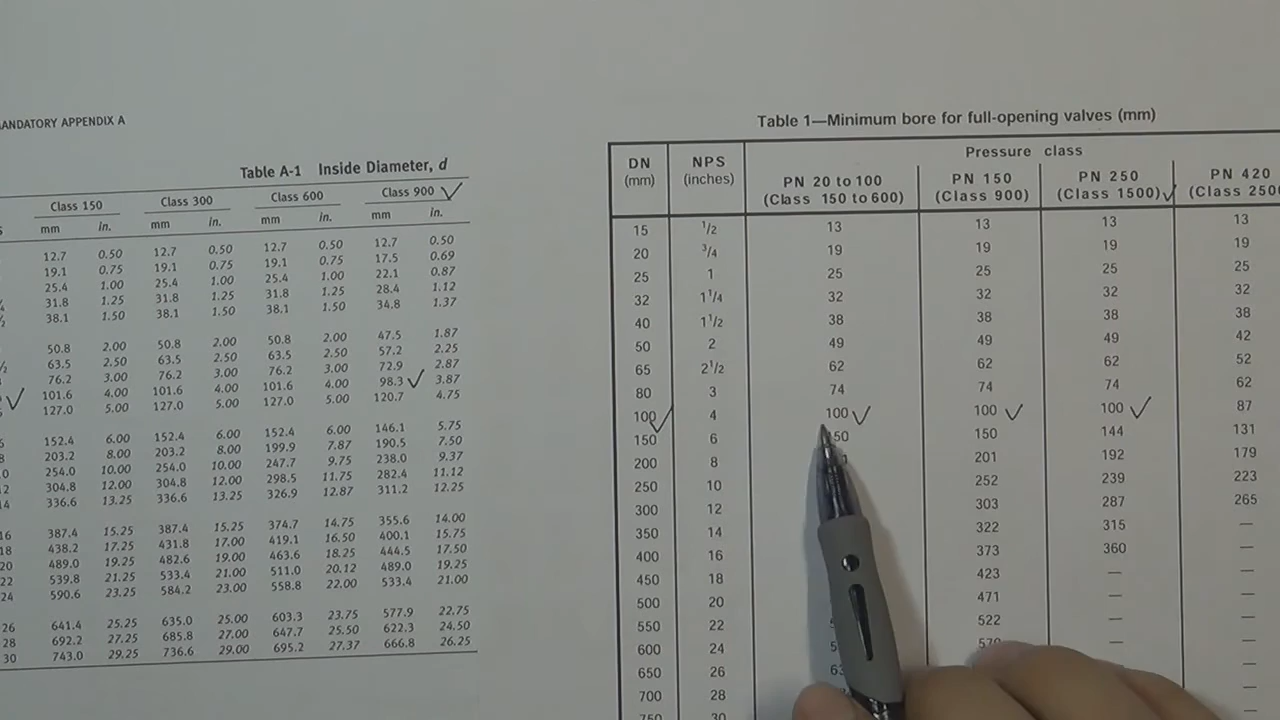 ANDATORY APPENDIX A
Table A-1 Inside Diameter, d
Class 150 Class 300 Class 600 Class 900
mm in. mm in. mm in. mm in.
12.7 0.50 12.7 0.50 12.7 0.50 12.7 0.50
19.1 0.75 19.1 0.75 19.1 0.75 17.5 0.69
25.4 1.00 25.4 1.00 25.4 1.00 22.1 0.87
31.8 1.25 31.8 1.25 31.8 1.25 28.4 1.12
38.1 1.50 38.1 1.50 38.1 1.50 34.8 1.37
50.8 2.00 50.8 2.00 50.8 2.00 47.5 1.87
63.5 2.50 63.5 2.50 63.5 2.50 57.2 2.25
76.2 3.00 76.2 3.00 76.2 3.00 72.9 2.87
101.6 4.00 101.6 4.00 101.6 4.00 98.3 3.87
127.0 5.00 127.0 5.00 127.0 5.00 120.7 4.75
152.4 6.00 152.4 6.00 152.4 6.00 146.1 5.75
8 203.2 8.00 203.2 8.00 199.9 7.87 190.5 7.50
0 254.0 10.00 254.0 10.00 247.7 9.75 238.0 9.37
12 304.8 12.00 304.8 12.00 298.5 11.75 282.4 11.12
14 336.6 13.25 336.6 13.25 326.9 12.87 311.2 12.25
16 387.4 15.25 387.4 15.25 374.7 14.75 355.6 14.00
18 438.2 17.25 431.8 17.00 419.1 16.50 400.1 15.75
20 489.0 19.25 482.6 19.00 463.6 18.25 444.5 17.50
22 539.8 21.25 533.4 21.00 511.0 20.12 489.0 19.25
24 590.6 23.25 584.2 23.00 558.8 22.00 533.4 21.00
26 641.4 25.25 635.0 25.00 603.3 23.75 577.9 22.75
28 692.2 27.25 685.8 27.00 647.7 25.50 622.3 24.50
30 743.0 29.25 736.6 29.00 695.2 27.37 666.8 26.25
Table 1—Minimum bore for full-opening valves (mm)
DN NPS Pressure class
(mm) (inches) PN 20 to 100 PN 150 PN 250 PN 420
(Class 150 to 600) (Class 900) (Class 1500) (Class 2500
15 1/2 13 13 13 13
20 3/4 19 19 19 19
25 1 25 25 25 25
32 1 1/4 32 32 32 32
40 1 1/2 38 38 38 38
50 2 49 49 49 42
65 2 1/2 62 62 62 52
80 3 74 74 74 62
100 4 100 100 100 87
150 6 150 144 131
200 8 201 192 179
250 10 252 239 223
300 12 303 287 265
350 14 322 315 —
400 16 373 360 —
450 18 423 — —
500 20 471 — —
550 22 522 — —
600 24 — —
650 26 — —
700 28 — —